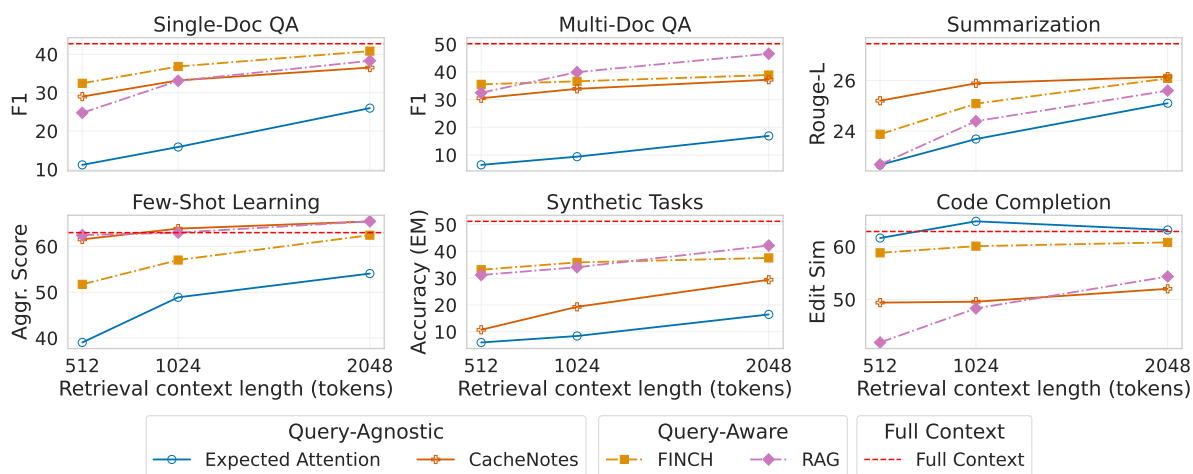 Single-Doc QA
Multi-Doc QA
Summarization
F1
40
30
20
10
F1
50
40
30
20
10
Rouge-L
26
24
Few-Shot Learning
Synthetic Tasks
Code Completion
Aggr. Score
60
50
40
Accuracy (EM)
50
40
30
20
10
Edit Sim
60
50
512 1024 2048
512 1024 2048
512 1024 2048
Retrieval context length (tokens)
Retrieval context length (tokens)
Retrieval context length (tokens)
Query-Agnostic
Expected Attention CacheNotes
Query-Aware
FINCH RAG
Full Context
Full Context